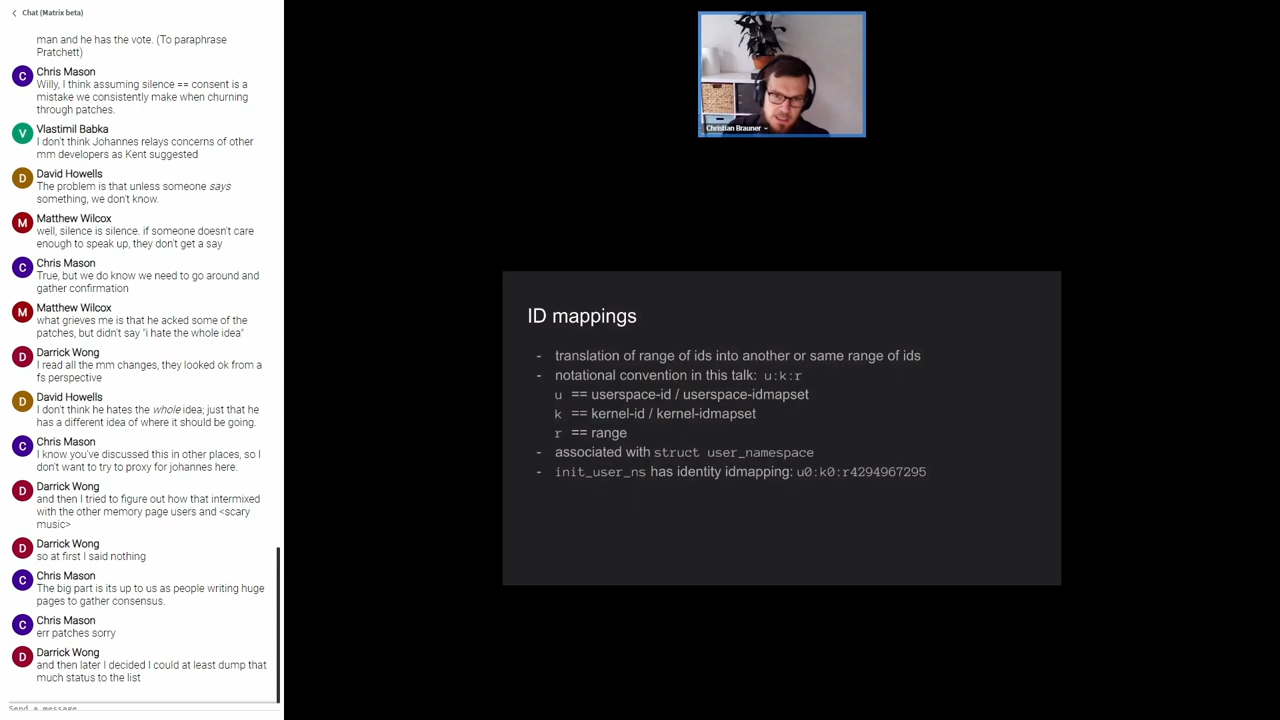 Chat (Matrix beta)
man and he has the vote. (To paraphrase
Pratchett)
C
Chris Mason
Willy, I think assuming silence == consent is a
mistake we consistently make when churning
through patches.
V
Vlastimil Babka
I don't think Johannes relays concerns of other
mm developers as Kent suggested
D
David Howells
The problem is that unless someone says
something, we don't know.
M
Matthew Wilcox
well, silence is silence. if someone doesn't care
enough to speak up, they don't get a say
C
Chris Mason
True, but we do know we need to go around and
gather confirmation
M
Matthew Wilcox
what grieves me is that he acked some of the
patches, but didn't say "i hate the whole idea"
D
Darrick Wong
I read all the mm changes, they looked ok from a
fs perspective
D
David Howells
I don't think he hates the whole idea; just that he
has a different idea of where it should be going.
C
Chris Mason
I know you've discussed this in other places, so I
don't want to try to proxy for johannes here.
D
Darrick Wong
and then I tried to figure out how that intermixed
with the other memory page users and <scary
music>
D
Darrick Wong
so at first I said nothing
C
Chris Mason
The big part is its up to us as people writing huge
pages to gather consensus.
C
Chris Mason
err patches sorry
D
Darrick Wong
and then later I decided I could at least dump that
much status to the list
Send a message
Christian Brauner
ID mappings
- translation of range of ids into another or same range of ids
- notational convention in this talk: u:k:r
u == userspace-id / userspace-idmapset
k == kernel-id / kernel-idmapset
r == range
- associated with struct user_namespace
- init_user_ns has identity idmapping: u0:k0:r4294967295